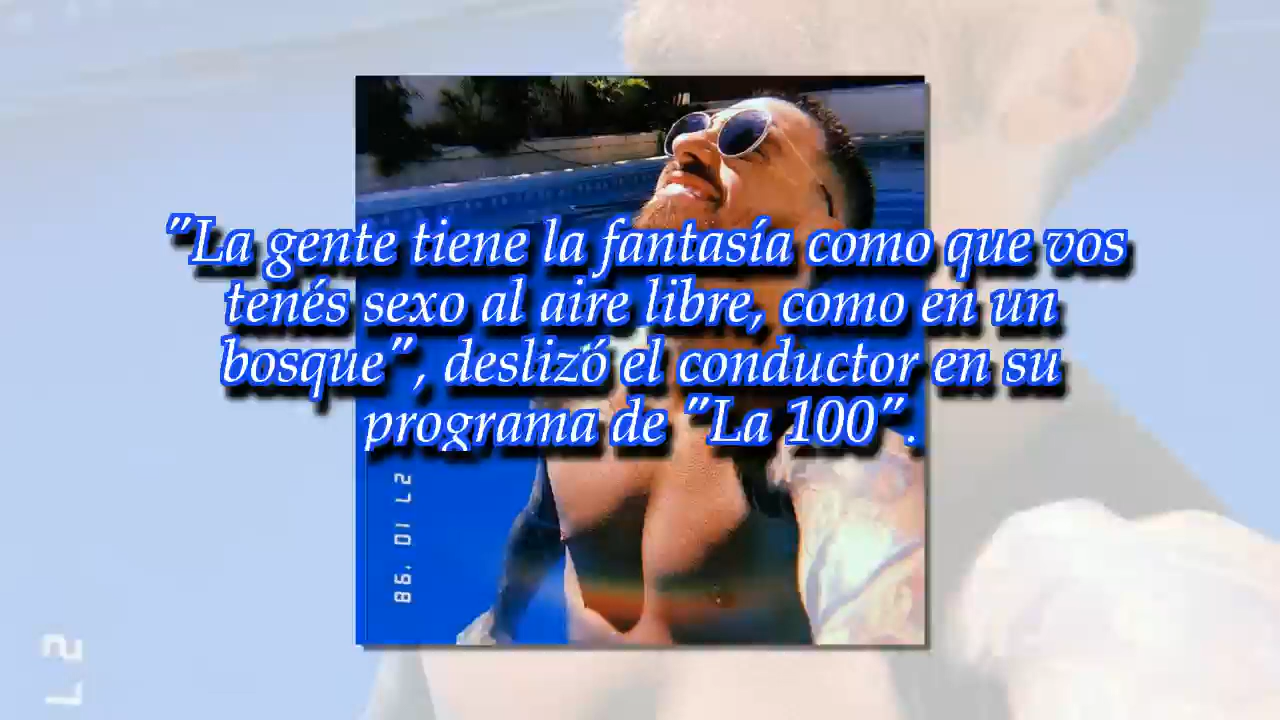 "La gente tiene la fantasía como que vos
tenés sexo al aire libre, como en un
bosque", deslizó el conductor en su
programa de "La 100".